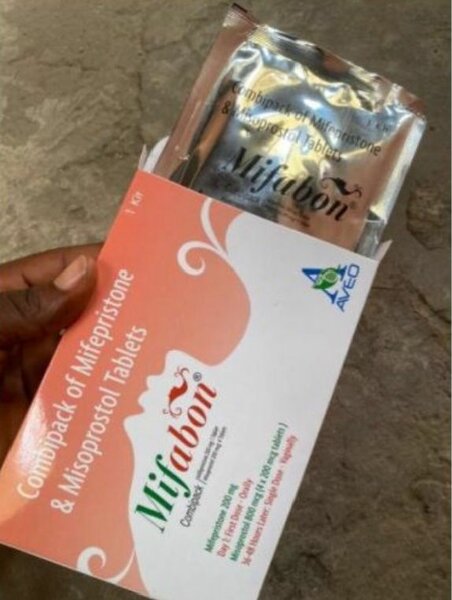 Combipack of Mifepristone
& Misoprostol Tablets
Mifabon®
1 Kit
AVEO
Combipack of Mifepristone
& Misoprostol Tablets
Mifabon®
Combipack
Mifepristone 200 mg
Day 1: First Dose - Orally
Misoprostol 800 mcg (4 x 200 mcg tablets)
36-48 Hours Later: Single Dose - Vaginally